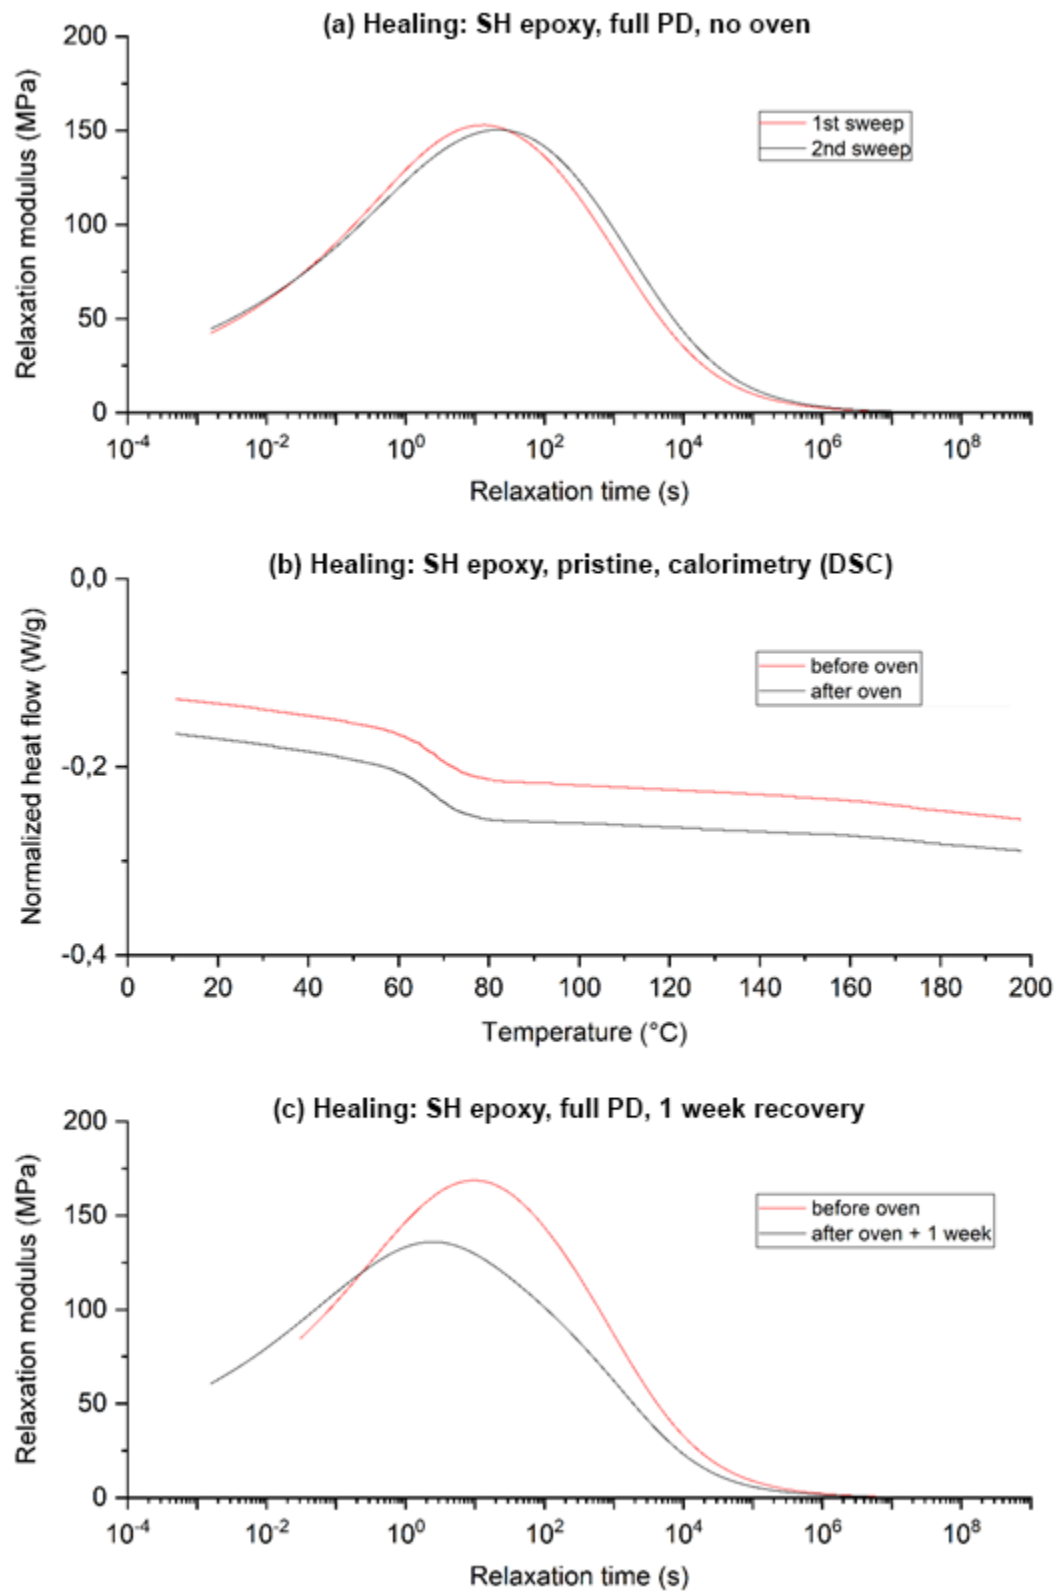 (a) Healing: SH epoxy, full PD, no oven
200
150
100
50
0
Relaxation modulus (MPa)
1st sweep
2nd sweep
10⁻⁴ 10⁻² 10⁰ 10² 10⁴ 10⁶ 10⁸
Relaxation time (s)
(b) Healing: SH epoxy, pristine, calorimetry (DSC)
0,0
-0,2
-0,4
Normalized heat flow (W/g)
before oven
after oven
0 20 40 60 80 100 120 140 160 180 200
Temperature (°C)
(c) Healing: SH epoxy, full PD, 1 week recovery
200
150
100
50
0
Relaxation modulus (MPa)
before oven
after oven + 1 week
10⁻⁴ 10⁻² 10⁰ 10² 10⁴ 10⁶ 10⁸
Relaxation time (s)